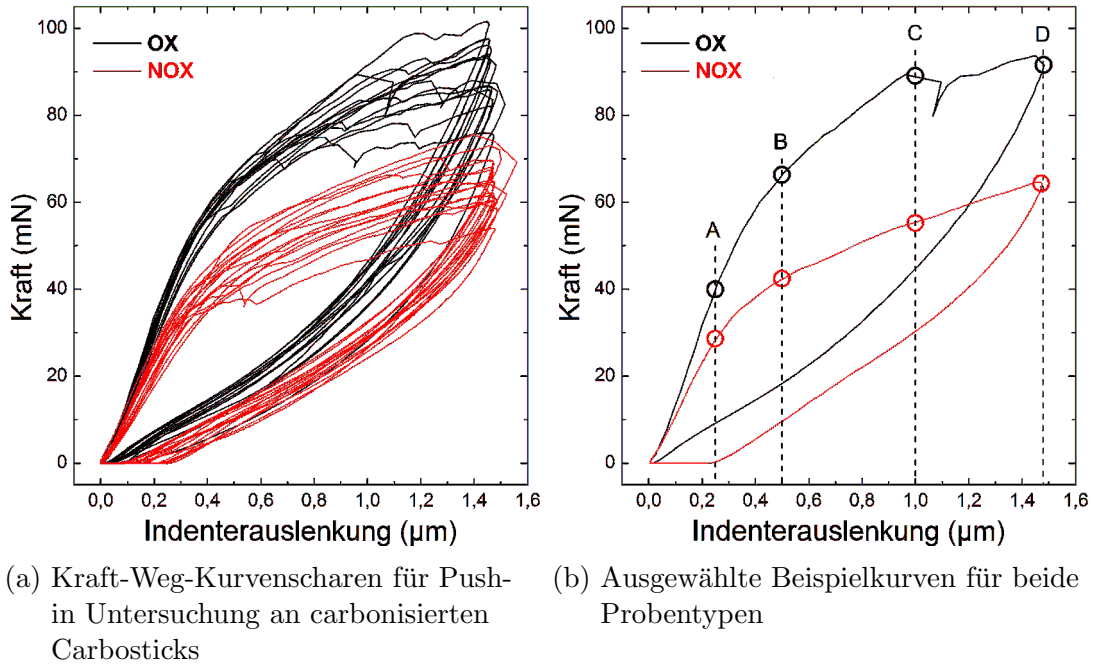 100
80
60
40
20
0
Kraft (mN)
OX
NOX
0,0 0,2 0,4 0,6 0,8 1,0 1,2 1,4 1,6
Indenterauslenkung (µm)
100
80
60
40
20
0
Kraft (mN)
OX
NOX
A
B
C
D
0,0 0,2 0,4 0,6 0,8 1,0 1,2 1,4 1,6
Indenterauslenkung (µm)
(a) Kraft-Weg-Kurvenscharen für Push-
in Untersuchung an carbonisierten
Carbosticks
(b) Ausgewählte Beispielkurven für beide
Probentypen